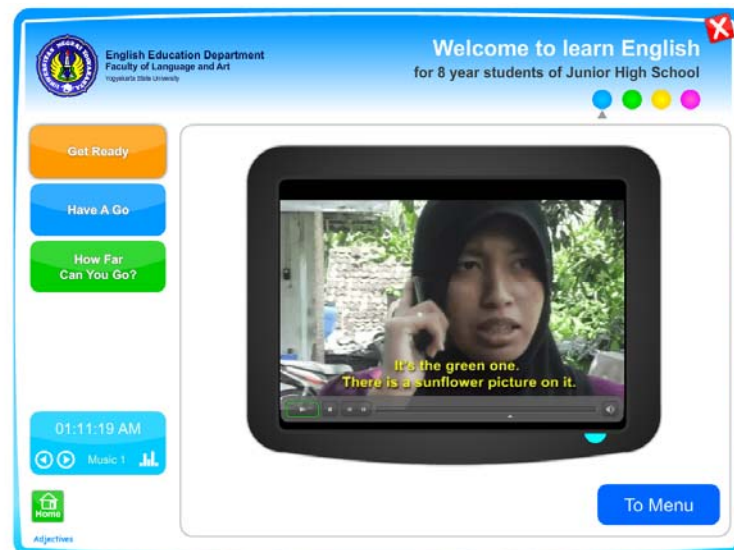 English Education Department
Faculty of Language and Art
Yogyakarta State University
Welcome to learn English
for 8 year students of Junior High School
Get Ready
Have A Go
How Far
Can You Go?
It's the green one.
There is a sunflower picture on it.
01:11:19 AM
Music 1
Home
Adjectives
To Menu